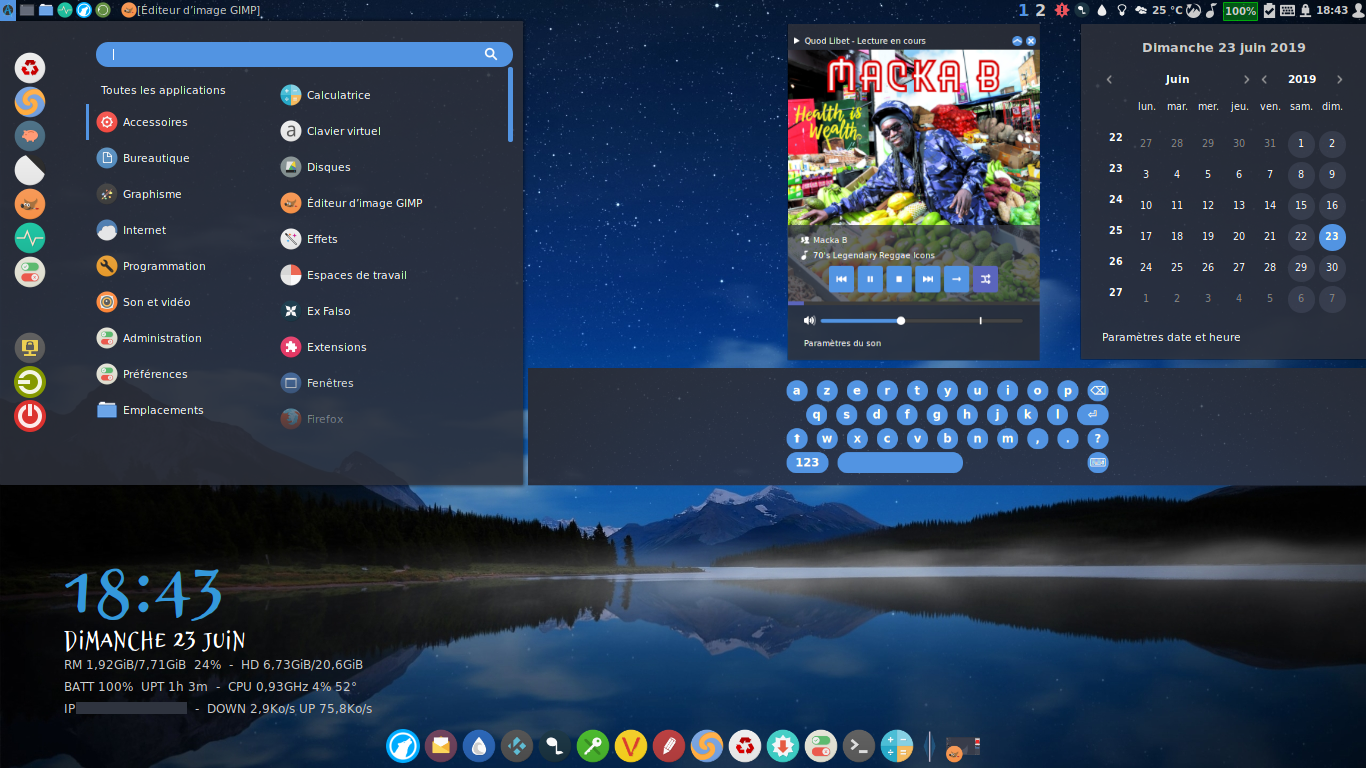 [Éditeur d'image GIMP]
1 2
25 °C
100%
18:43
Toutes les applications
Accessoires
Bureautique
Graphisme
Internet
Programmation
Son et vidéo
Administration
Préférences
Emplacements
Calculatrice
Clavier virtuel
Disques
Éditeur d'image GIMP
Effets
Espaces de travail
Ex Falso
Extensions
Fenêtres
Firefox
Quod Libet - Lecture en cours
MACKA B
Health is
Wealth
Macka B
70's Legendary Reggae Icons
Paramètres du son
Dimanche 23 juin 2019
Juin 2019
lun. mar. mer. jeu. ven. sam. dim.
22 27 28 29 30 31 1 2
23 3 4 5 6 7 8 9
24 10 11 12 13 14 15 16
25 17 18 19 20 21 22 23
26 24 25 26 27 28 29 30
27 1 2 3 4 5 6 7
Paramètres date et heure
a z e r t y u i o p
q s d f g h j k l
w x c v b n m , . ?
123
18:43
DIMANCHE 23 JUIN
RM 1,92GiB/7,71GiB 24% - HD 6,73GiB/20,6GiB
BATT 100% UPT 1h 3m - CPU 0,93GHz 4% 52°
IP - DOWN 2,9Ko/s UP 75,8Ko/s